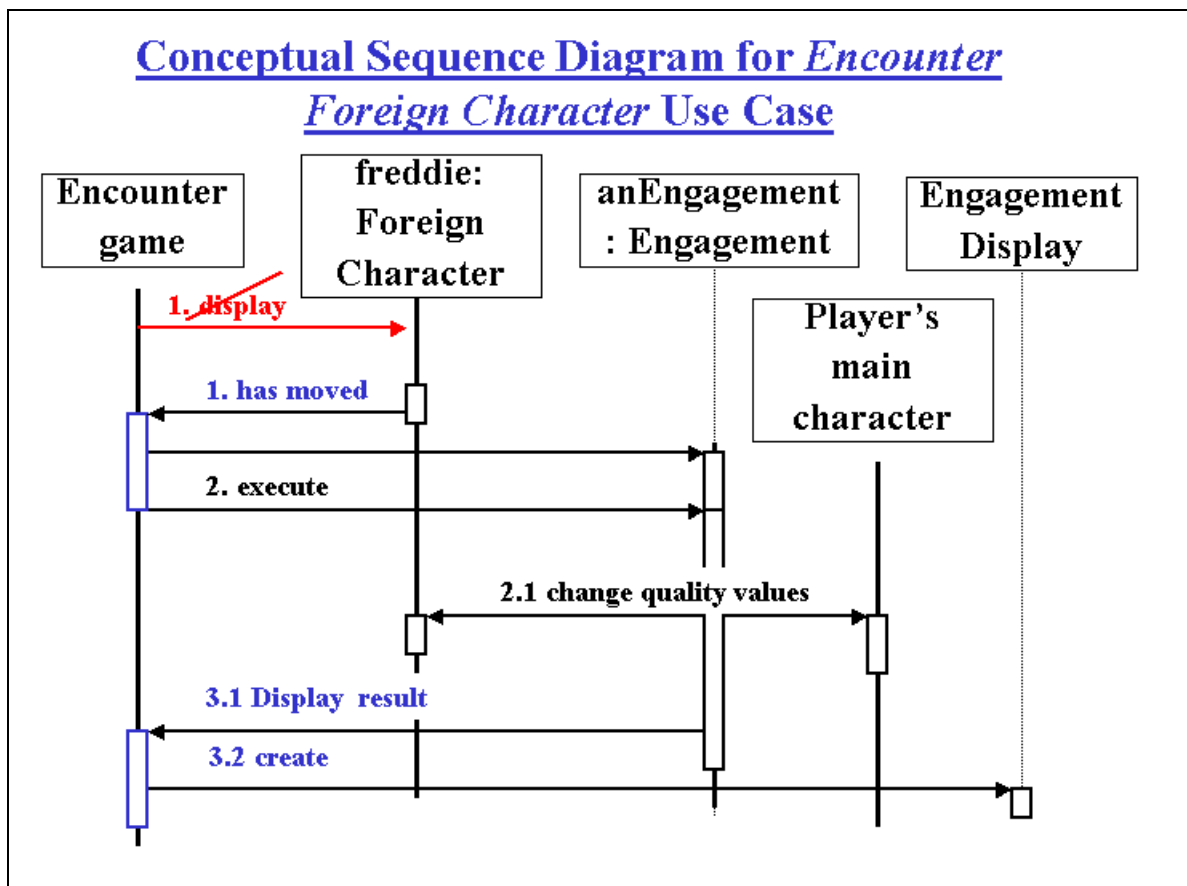 Conceptual Sequence Diagram for Encounter
Foreign Character Use Case
Encounter
game
freddie:
Foreign
Character
anEngagement
: Engagement
Engagement
Display
Player’s
main
character
1. display
1. has moved
2. execute
2.1 change quality values
3.1 Display result
3.2 create